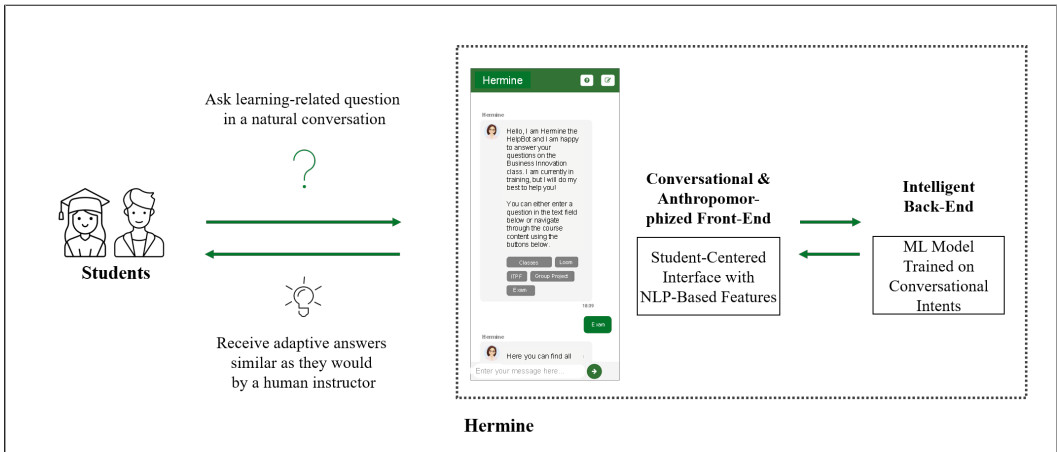 Ask learning-related question
in a natural conversation
Students
Receive adaptive answers
similar as they would
by a human instructor
Hermine
Hermine
Hello, I am Hermine the
HelpBot and I am happy
to answer your
questions on the
Business Innovation
class. I am currently in
training, but I will do my
best to help you!
You can either enter a
question in the text field
below or navigate
through the course
content using the
buttons below.
Classes
ITPF
Group Project
Exam
Exam
Hermine
Here you can find all
Enter your message here...
Conversational &
Anthropomor-
phized Front-End
Student-Centered
Interface with
NLP-Based Features
Intelligent
Back-End
ML Model
Trained on
Conversational
Intents
Hermine